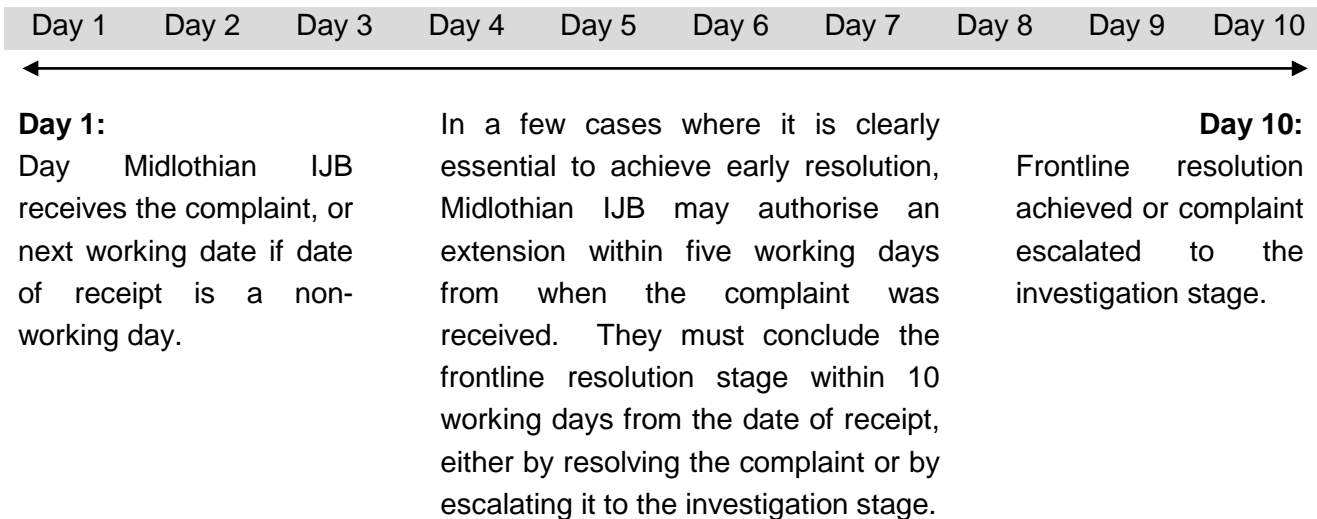 Day 1 Day 2 Day 3 Day 4 Day 5 Day 6 Day 7 Day 8 Day 9 Day 10
Day 1:
Day Midlothian IJB
receives the complaint, or
next working date if date
of receipt is a non-
working day.
In a few cases where it is clearly
essential to achieve early resolution,
Midlothian IJB may authorise an
extension within five working days
from when the complaint was
received. They must conclude the
frontline resolution stage within 10
working days from the date of receipt,
either by resolving the complaint or by
escalating it to the investigation stage.
Day 10:
Frontline resolution
achieved or complaint
escalated to the
investigation stage.